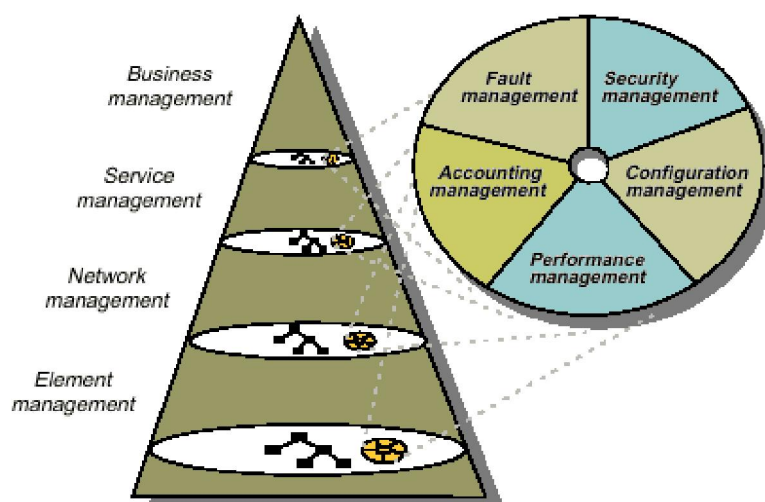 Business
management
Service
management
Network
management
Element
management
Fault
management
Security
management
Accounting
management
Configuration
management
Performance
management